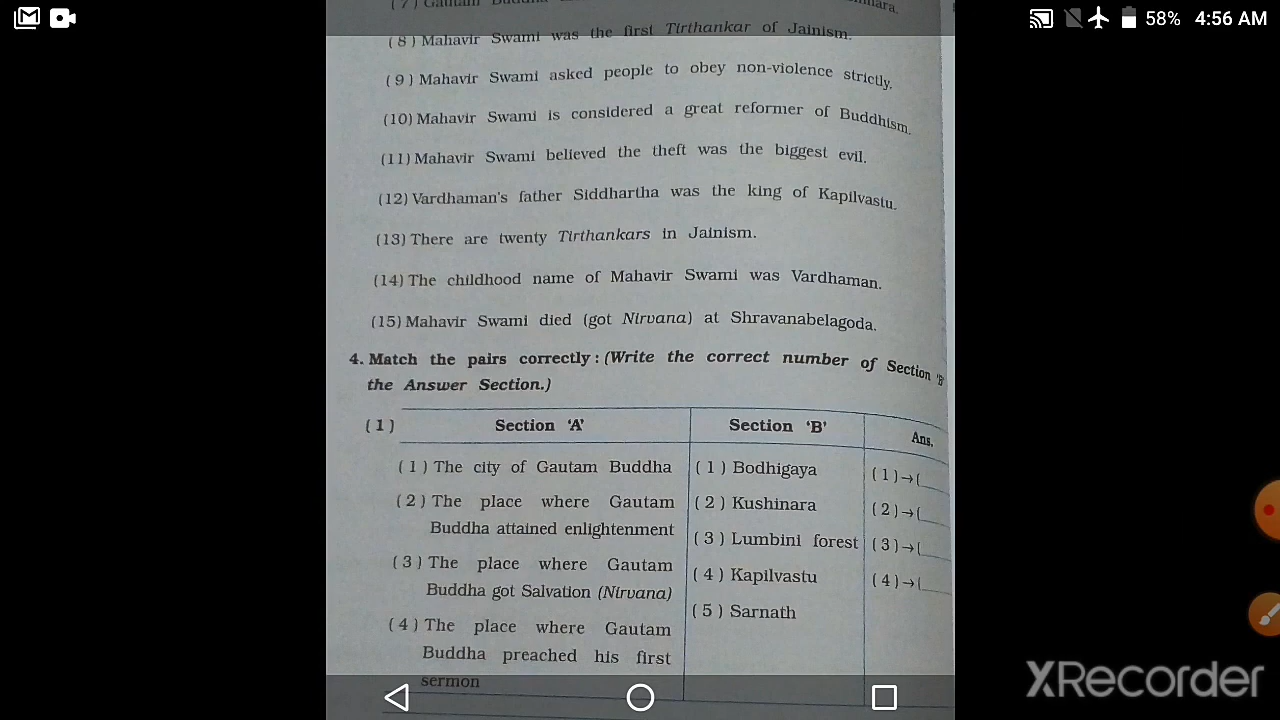 58% 4:56 AM
(7) Gautam Buddha
(8) Mahavir Swami was the first Tirthankar of Jainism.
(9) Mahavir Swami asked people to obey non-violence strictly.
(10) Mahavir Swami is considered a great reformer of Buddhism.
(11) Mahavir Swami believed the theft was the biggest evil.
(12) Vardhaman's father Siddhartha was the king of Kapilvastu.
(13) There are twenty Tirthankars in Jainism.
(14) The childhood name of Mahavir Swami was Vardhaman.
(15) Mahavir Swami died (got Nirvana) at Shravanabelagoda.
4. Match the pairs correctly : (Write the correct number of Section 'B'
the Answer Section.)
(1) Section 'A' Section 'B' Ans.
(1) The city of Gautam Buddha (1) Bodhigaya (1)→(
(2) The place where Gautam (2) Kushinara (2)→(
Buddha attained enlightenment (3) Lumbini forest (3)→(
(3) The place where Gautam (4) Kapilvastu (4)→(
Buddha got Salvation (Nirvana) (5) Sarnath
(4) The place where Gautam
Buddha preached his first
sermon
XRecorder